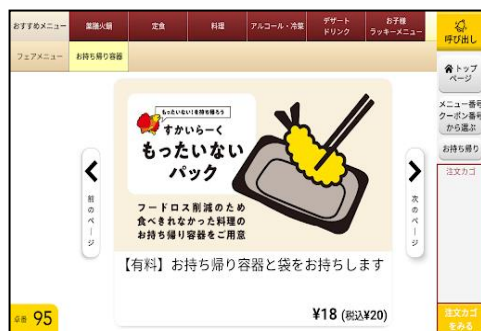 おすすめメニュー
薬膳火鍋
定食
料理
アルコール・冷菜
デザート
ドリンク
お子様
ラッキーメニュー
呼び出し
フェアメニュー
お持ち帰り容器
トップ
ページ
メニュー番号
クーポン番号
から選ぶ
お持ち帰り
注文カゴ
もったいない!を持ち帰ろう
すかいらーく
もったいない
パック
フードロス削減のため
食べきれなかった料理の
お持ち帰り容器をご用意
前のページ
次のページ
【有料】お持ち帰り容器と袋をお持ちします
¥18 (税込¥20)
卓番 95
注文カゴ
をみる